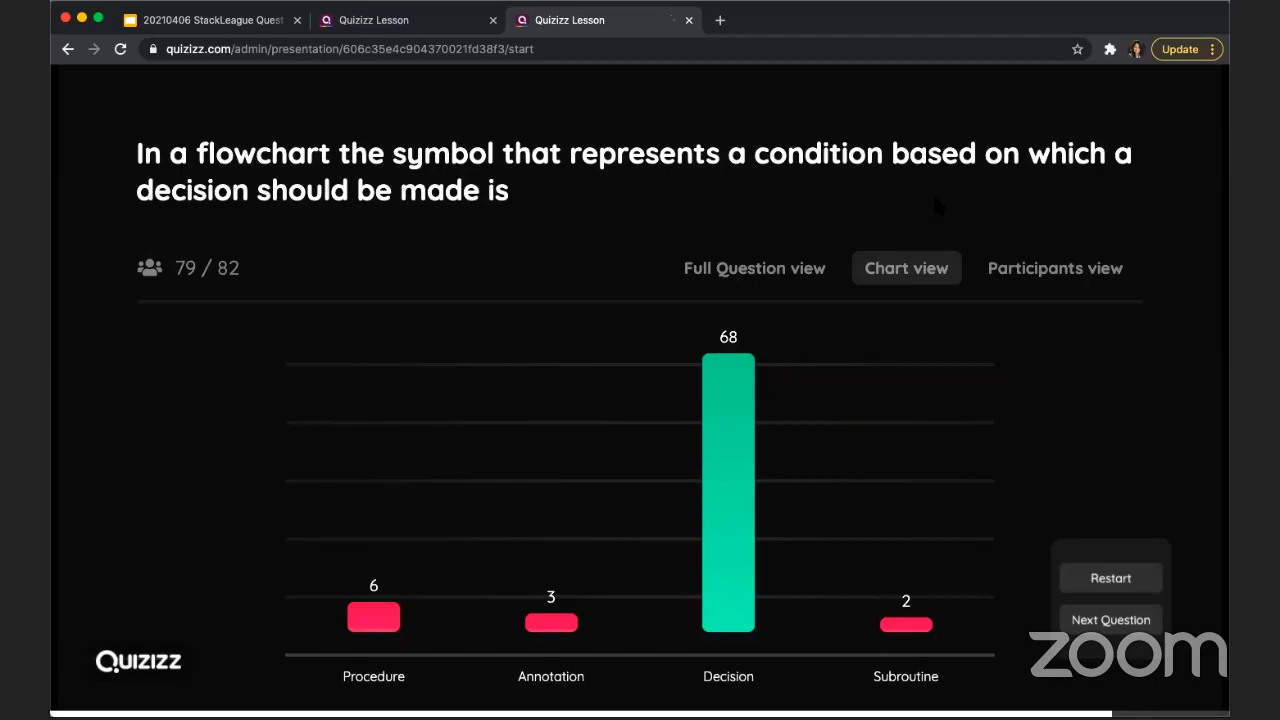 20210406 StackLeague Quest
Quizizz Lesson
Quizizz Lesson
quizizz.com/admin/presentation/606c35e4c904370021fd38f3/start
Update
In a flowchart the symbol that represents a condition based on which a
decision should be made is
79 / 82
Full Question view
Chart view
Participants view
68
6
3
2
Restart
Next Question
Procedure
Annotation
Decision
Subroutine
QUIZIZZ
zoom